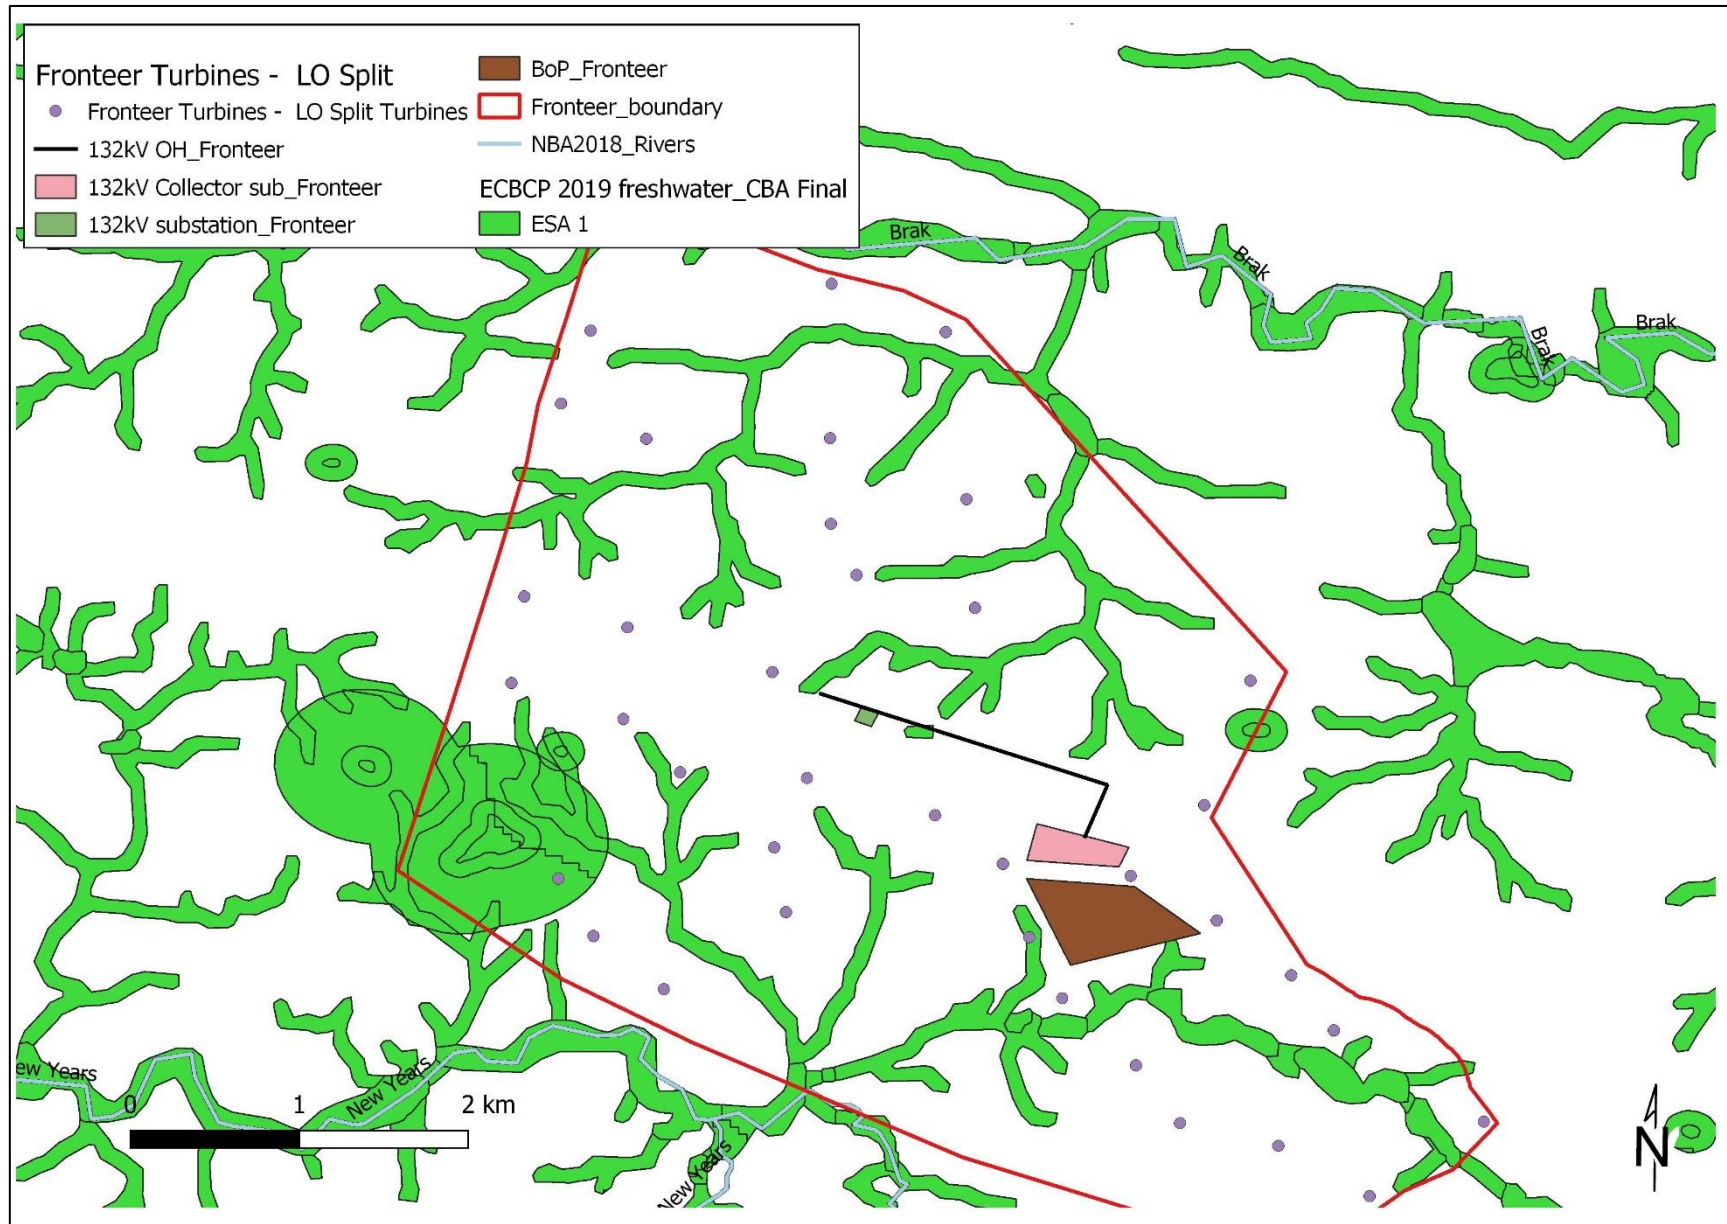 Fronteer Turbines - LO Split
Fronteer Turbines - LO Split Turbines
132kV OH_Fronteer
132kV Collector sub_Fronteer
132kV substation_Fronteer
BoP_Fronteer
Fronteer_boundary
NBA2018_Rivers
ECBCP 2019 freshwater_CBA Final
ESA 1
Brak
Brak
Brak
Brak
ew Years
New Years
New Years
0 1 2 km
N